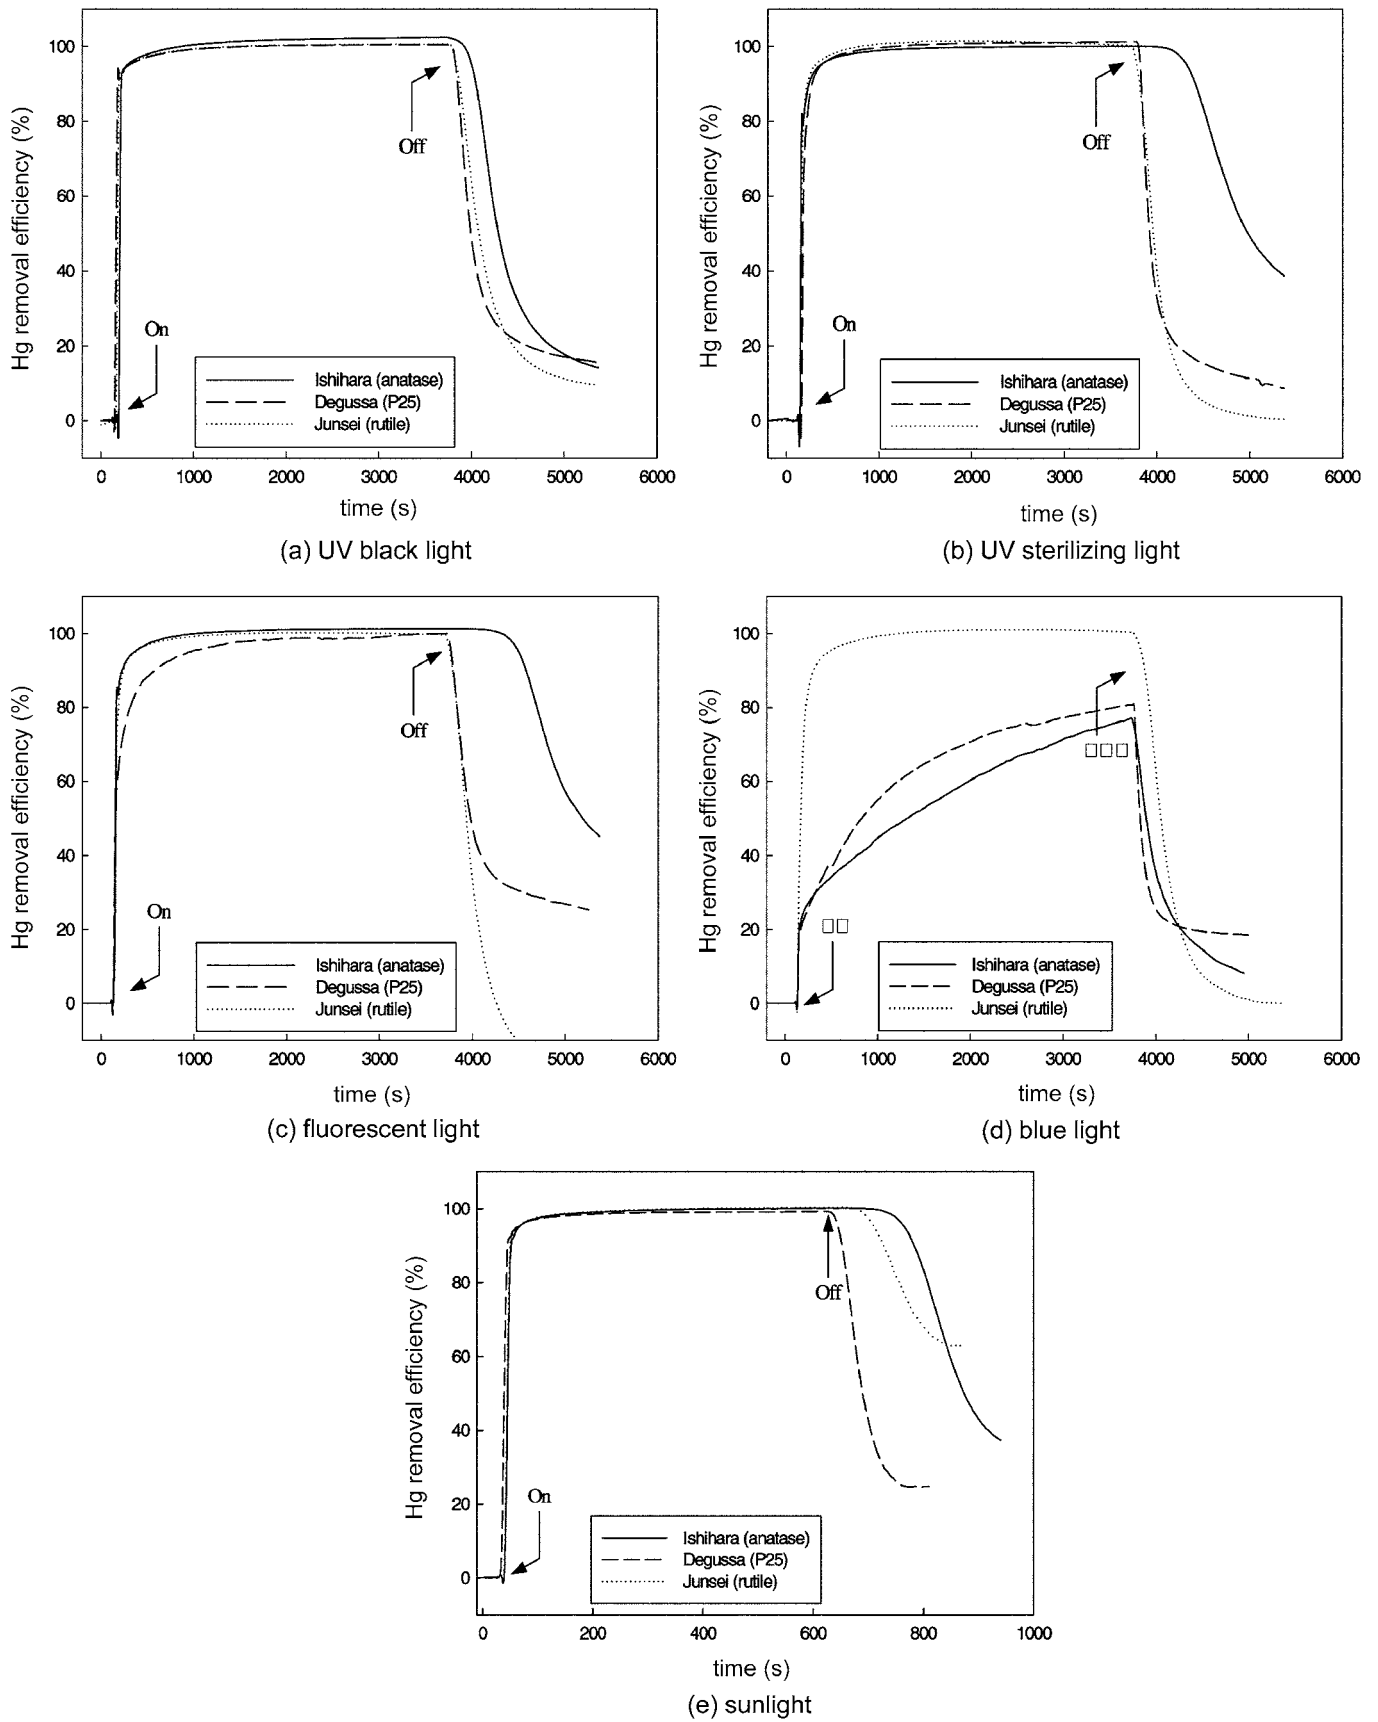 Hg removal efficiency (%)
100
80
60
40
20
0
Off
On
Ishihara (anatase)
Degussa (P25)
Junsei (rutile)
0 1000 2000 3000 4000 5000 6000
time (s)
(a) UV black light
Hg removal efficiency (%)
100
80
60
40
20
0
Off
On
Ishihara (anatase)
Degussa (P25)
Junsei (rutile)
0 1000 2000 3000 4000 5000 6000
time (s)
(b) UV sterilizing light
Hg removal efficiency (%)
100
80
60
40
20
0
Off
On
Ishihara (anatase)
Degussa (P25)
Junsei (rutile)
0 1000 2000 3000 4000 5000 6000
time (s)
(c) fluorescent light
Hg removal efficiency (%)
100
80
60
40
20
0
□□□
□□
Ishihara (anatase)
Degussa (P25)
Junsei (rutile)
0 1000 2000 3000 4000 5000 6000
time (s)
(d) blue light
Hg removal efficiency (%)
100
80
60
40
20
0
Off
On
Ishihara (anatase)
Degussa (P25)
Junsei (rutile)
0 200 400 600 800 1000
time (s)
(e) sunlight